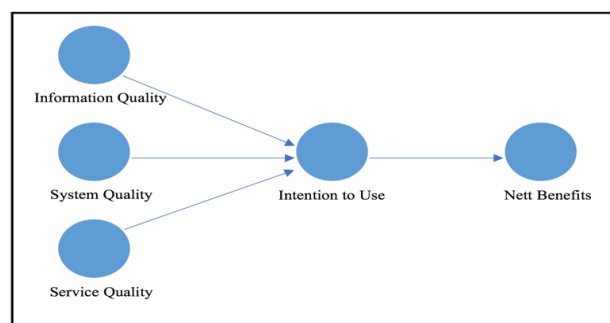 Information Quality
System Quality
Intention to Use
Nett Benefits
Service Quality